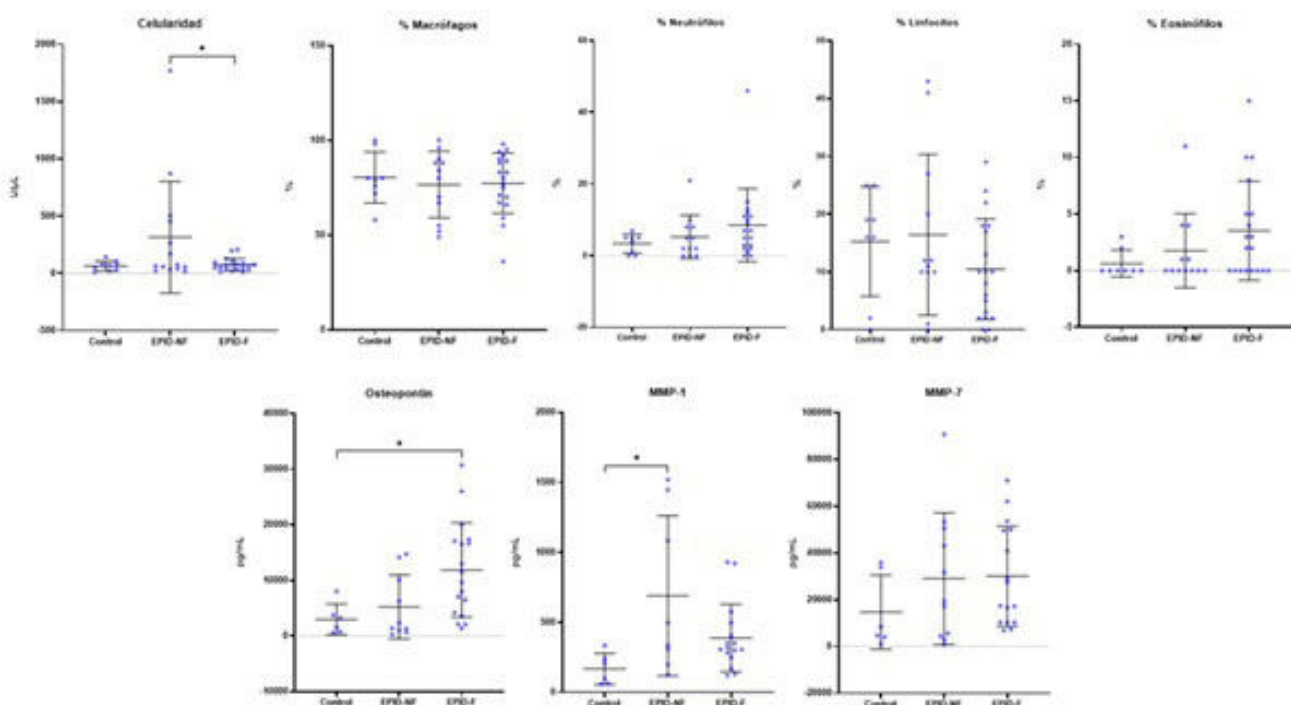 Celularidad
% Macrófagos
% Neutrófilos
% Linfocitos
% Eosinófilos
2000
1500
1000
500
0
-500
*
Control
EPID-NF
EPID-F
%
150
100
50
0
Control
EPID-NF
EPID-F
%
60
40
20
0
-20
Control
EPID-NF
EPID-F
%
50
40
30
20
10
0
Control
EPID-NF
EPID-F
%
20
15
10
5
0
-5
Control
EPID-NF
EPID-F
Osteopontin
MMP-1
MMP-7
pg/mL
40000
30000
20000
10000
0
-10000
*
Control
EPID-NF
EPID-F
pg/mL
2000
1500
1000
500
0
*
Control
EPID-NF
EPID-F
pg/mL
100000
80000
60000
40000
20000
0
-20000
Control
EPID-NF
EPID-F